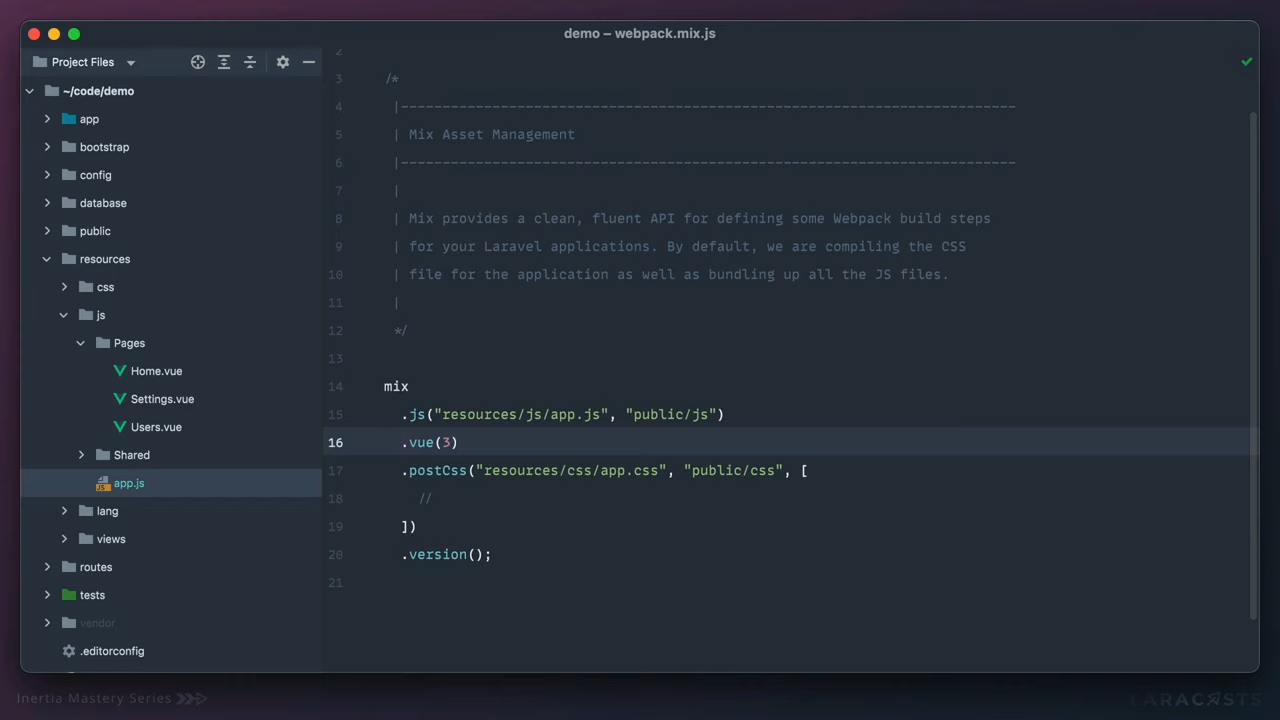 demo – webpack.mix.js
Project Files
~/code/demo
app
bootstrap
config
database
public
resources
css
js
Pages
Home.vue
Settings.vue
Users.vue
Shared
app.js
lang
views
routes
tests
vendor
.editorconfig
2
3 /*
4 |--------------------------------------------------------------------------
5 | Mix Asset Management
6 |--------------------------------------------------------------------------
7 |
8 | Mix provides a clean, fluent API for defining some Webpack build steps
9 | for your Laravel applications. By default, we are compiling the CSS
10 | file for the application as well as bundling up all the JS files.
11 |
12 */
13
14 mix
15 .js("resources/js/app.js", "public/js")
16 .vue(3)
17 .postCss("resources/css/app.css", "public/css", [
18 //
19 ])
20 .version();
21
Inertia Mastery Series
LARACASTS